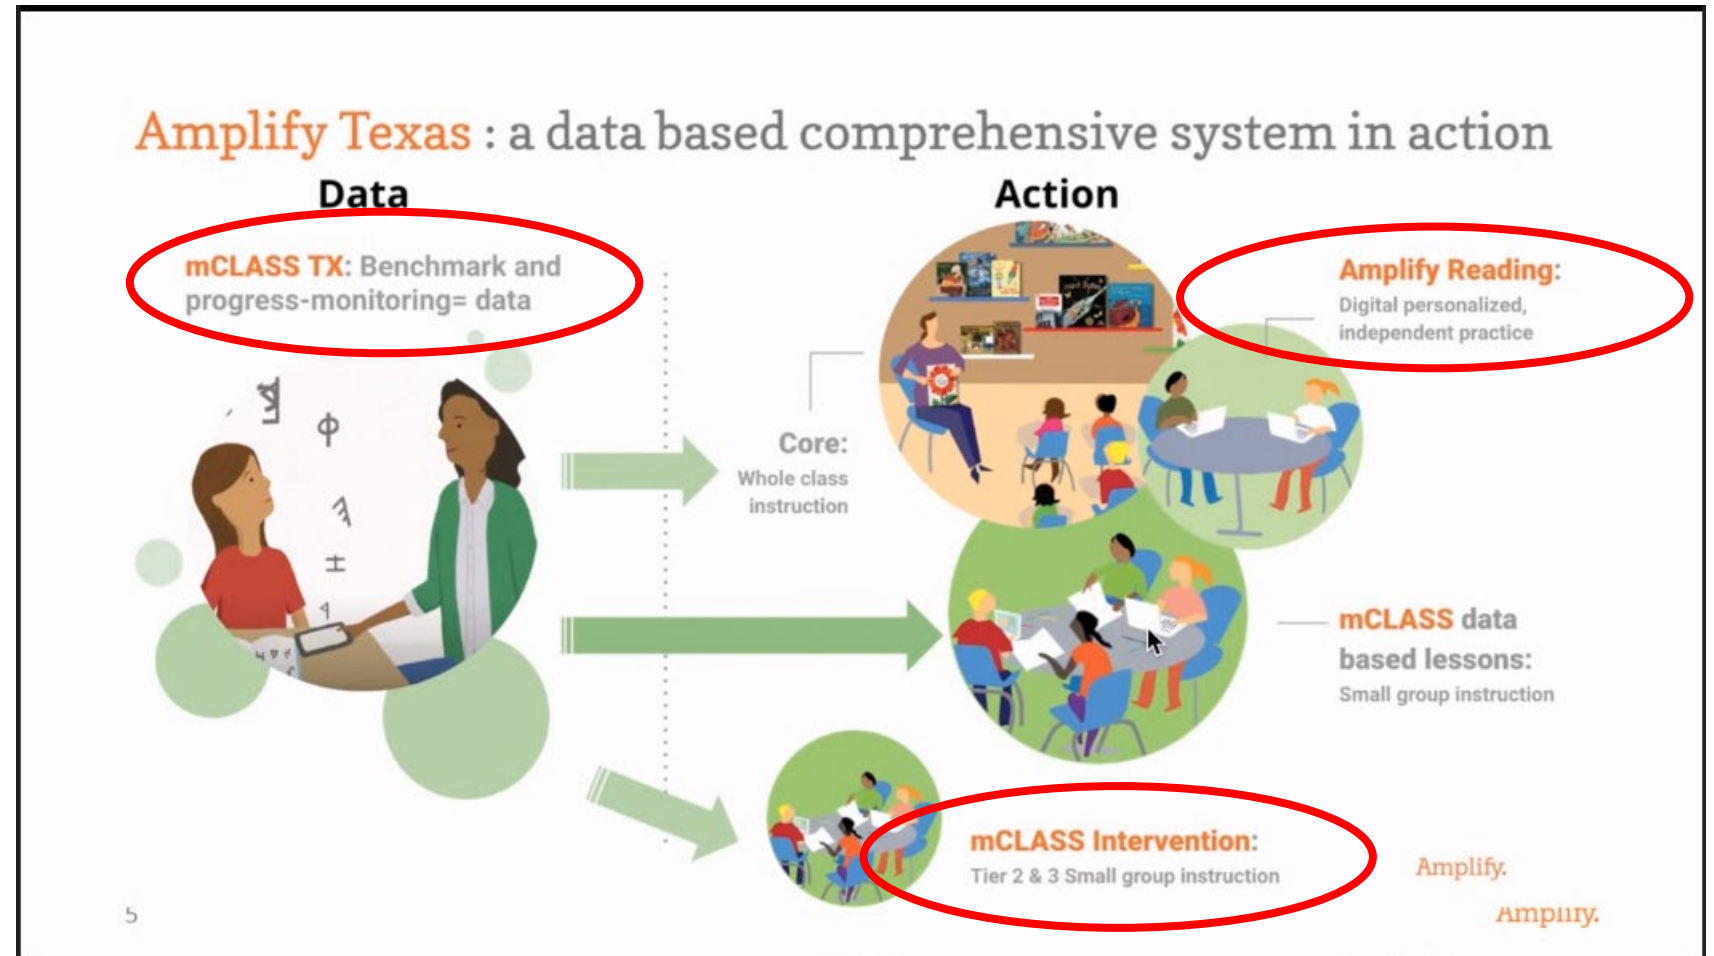 Amplify Texas : a data based comprehensive system in action
Data
Action
mCLASS TX: Benchmark and
progress-monitoring= data
Amplify Reading:
Digital personalized,
independent practice
Core:
Whole class
instruction
mCLASS data
based lessons:
Small group instruction
mCLASS Intervention:
Tier 2 & 3 Small group instruction
Amplify.
Amplify.
5